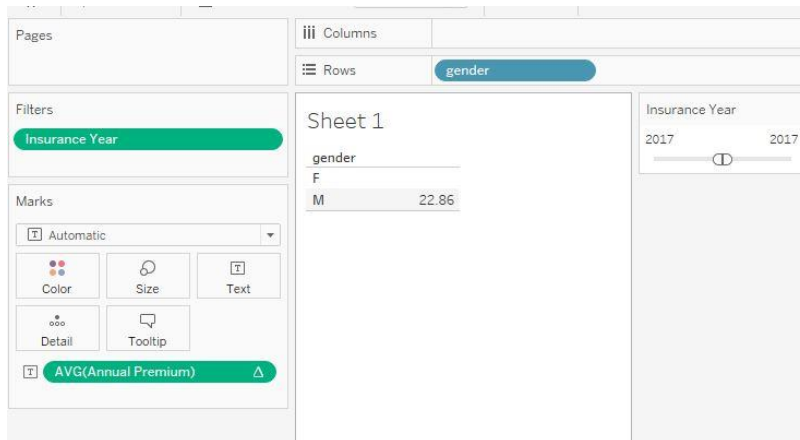 Pages
Columns
Rows
gender
Filters
Insurance Year
Marks
T Automatic
Color
Size
T
Text
Detail
Tooltip
T AVG(Annual Premium) Δ
Sheet 1
gender
F
M 22.86
Insurance Year
2017 2017